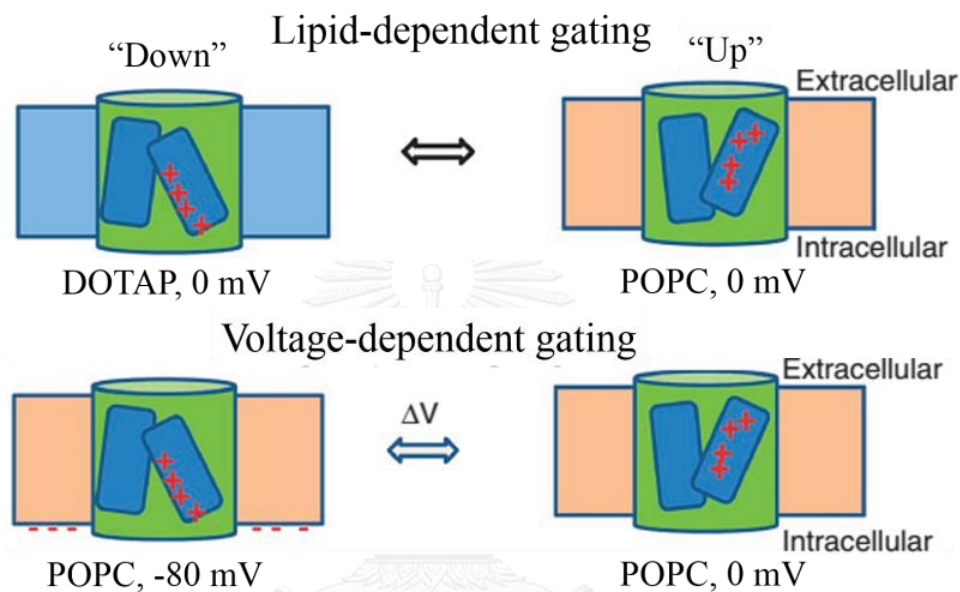 Lipid-dependent gating
“Down”
“Up”
Extracellular
Intracellular
DOTAP, 0 mV
POPC, 0 mV
Voltage-dependent gating
Extracellular
ΔV
Intracellular
POPC, -80 mV
POPC, 0 mV